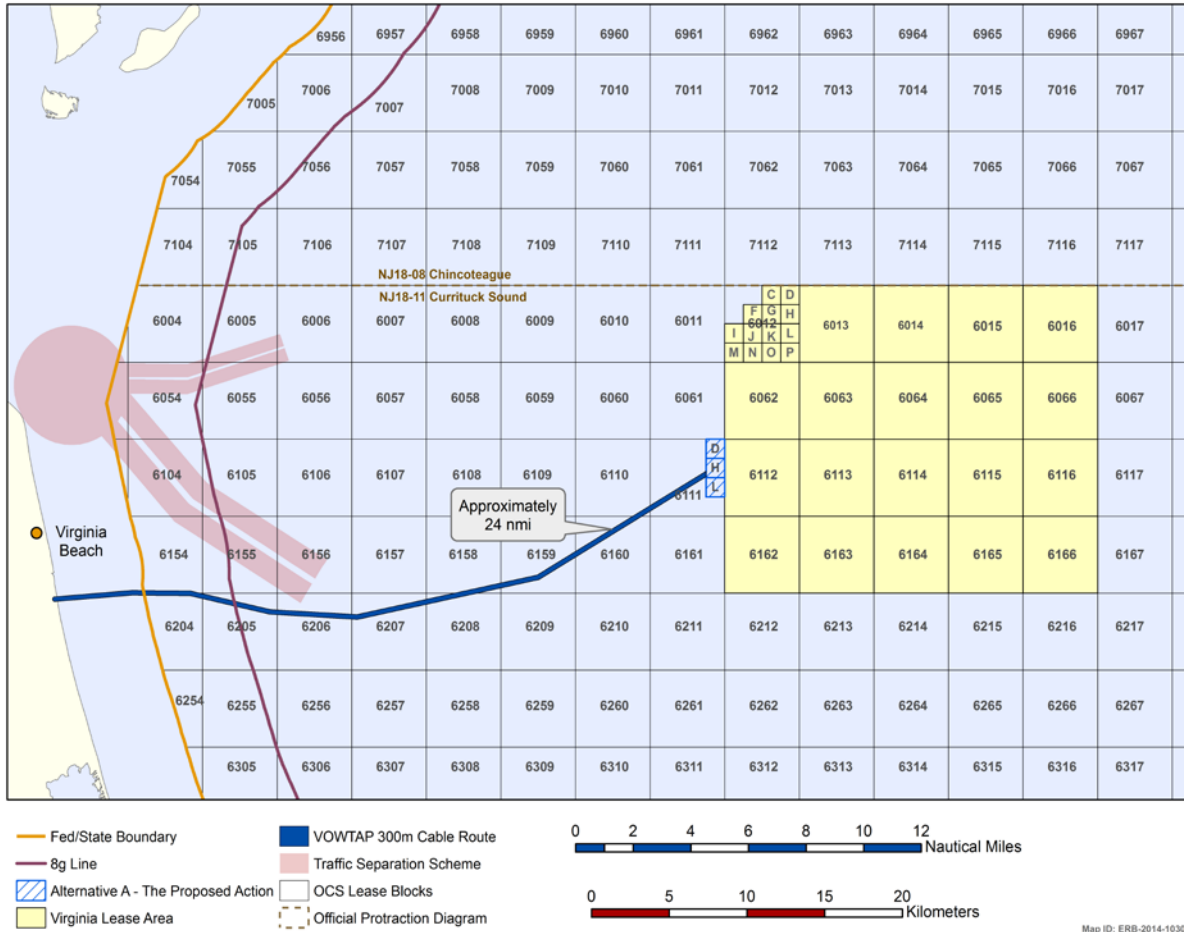 6956 6957 6958 6959 6960 6961 6962 6963 6964 6965 6966 6967
7005 7006 7007 7008 7009 7010 7011 7012 7013 7014 7015 7016 7017
7054 7055 7056 7057 7058 7059 7060 7061 7062 7063 7064 7065 7066 7067
7104 7105 7106 7107 7108 7109 7110 7111 7112 7113 7114 7115 7116 7117
NJ18-08 Chincoteague
NJ18-11 Currituck Sound
C D
F G H
6004 6005 6006 6007 6008 6009 6010 6011 6012 6013 6014 6015 6016 6017
I J K L
M N O P
6054 6055 6056 6057 6058 6059 6060 6061 6062 6063 6064 6065 6066 6067
D
H
L
6104 6105 6106 6107 6108 6109 6110 6111 6112 6113 6114 6115 6116 6117
Approximately
24 nmi
Virginia
Beach
6154 6155 6156 6157 6158 6159 6160 6161 6162 6163 6164 6165 6166 6167
6204 6205 6206 6207 6208 6209 6210 6211 6212 6213 6214 6215 6216 6217
6254 6255 6256 6257 6258 6259 6260 6261 6262 6263 6264 6265 6266 6267
6305 6306 6307 6308 6309 6310 6311 6312 6313 6314 6315 6316 6317
Fed/State Boundary
8g Line
Alternative A - The Proposed Action
Virginia Lease Area
VOWTAP 300m Cable Route
Traffic Separation Scheme
OCS Lease Blocks
Official Protraction Diagram
0 2 4 6 8 10 12
Nautical Miles
0 5 10 15 20
Kilometers
Map ID: ERB-2014-1030